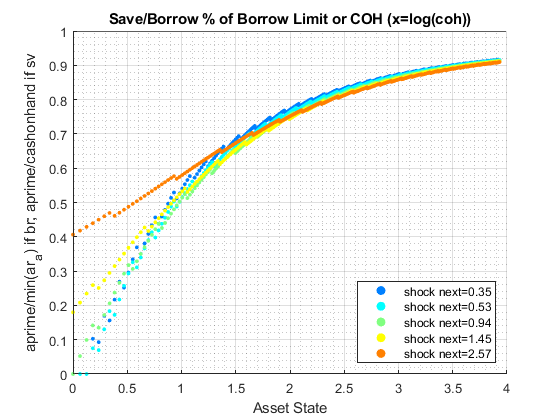 Save/Borrow % of Borrow Limit or COH (x=log(coh))
aprime/min(ar_a) if br; aprime/cashonhand if sv
1
0.9
0.8
0.7
0.6
0.5
0.4
0.3
0.2
0.1
0
0
0.5
1
1.5
2
2.5
3
3.5
4
Asset State
shock next=0.35
shock next=0.53
shock next=0.94
shock next=1.45
shock next=2.57